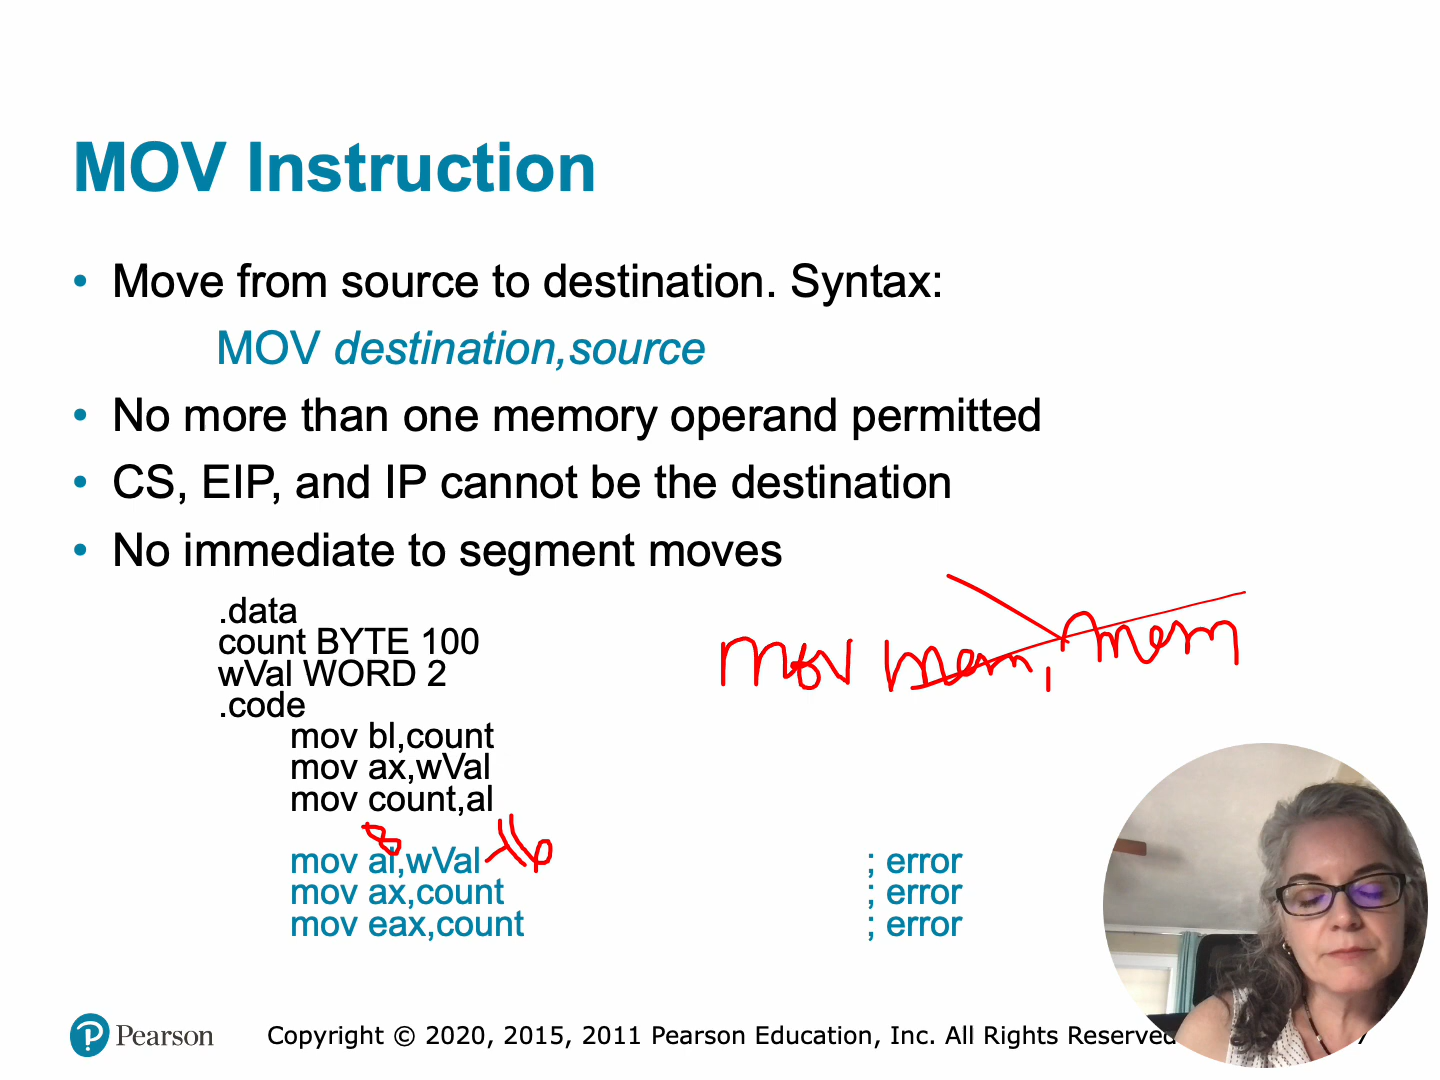 MOV Instruction
• Move from source to destination. Syntax:
MOV destination,source
• No more than one memory operand permitted
• CS, EIP, and IP cannot be the destination
• No immediate to segment moves
.data
count BYTE 100
wVal WORD 2
.code
mov bl,count
mov ax,wVal
mov count,al
MOV mem, mem
8 16
mov al,wVal ; error
mov ax,count ; error
mov eax,count ; error
Pearson
Copyright © 2020, 2015, 2011 Pearson Education, Inc. All Rights Reserved